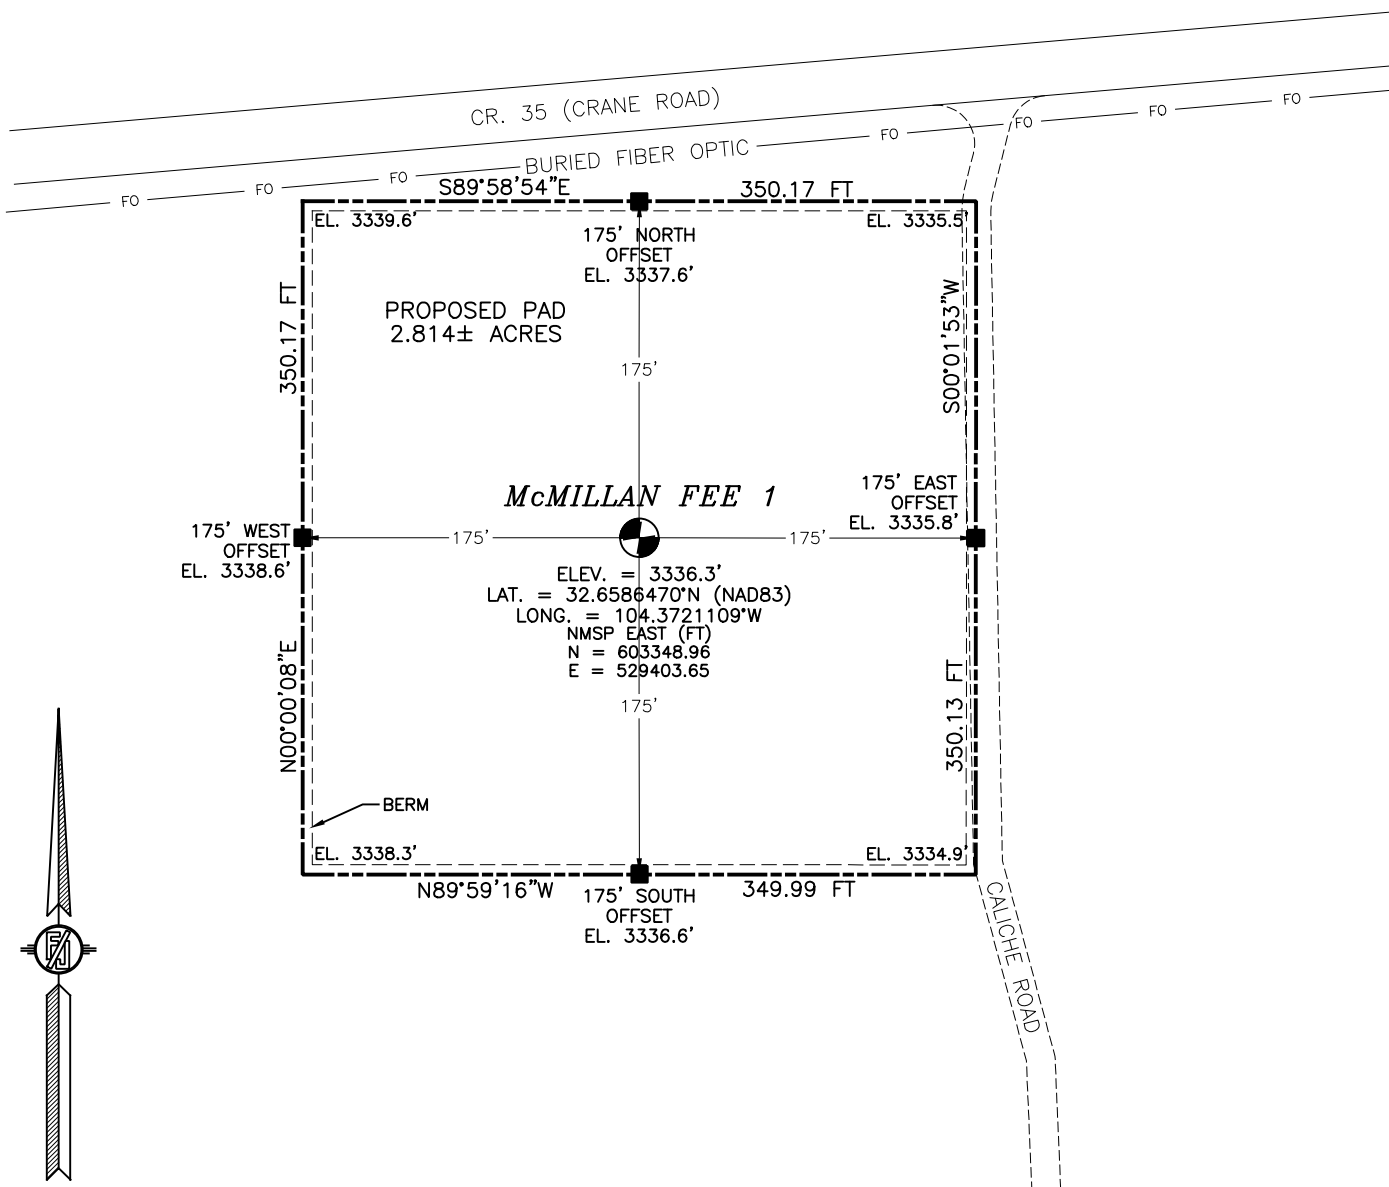 CR. 35 (CRANE ROAD)
BURIED FIBER OPTIC
FO
FO
FO
FO
FO
FO
FO
S89°58'54"E
350.17 FT
EL. 3339.6'
EL. 3335.5'
175' NORTH
OFFSET
EL. 3337.6'
350.17 FT
PROPOSED PAD
2.814± ACRES
S00°01'53"W
175'
McMILLAN FEE 1
175' EAST
OFFSET
EL. 3335.8'
175' WEST
OFFSET
EL. 3338.6'
175'
175'
ELEV. = 3336.3'
LAT. = 32.6586470°N (NAD83)
LONG. = 104.3721109°W
NMSP EAST (FT)
N = 603348.96
E = 529403.65
N00°00'08"E
175'
350.13 FT
BERM
EL. 3338.3'
EL. 3334.9'
N89°59'16"W
349.99 FT
175' SOUTH
OFFSET
EL. 3336.6'
CALICHE ROAD